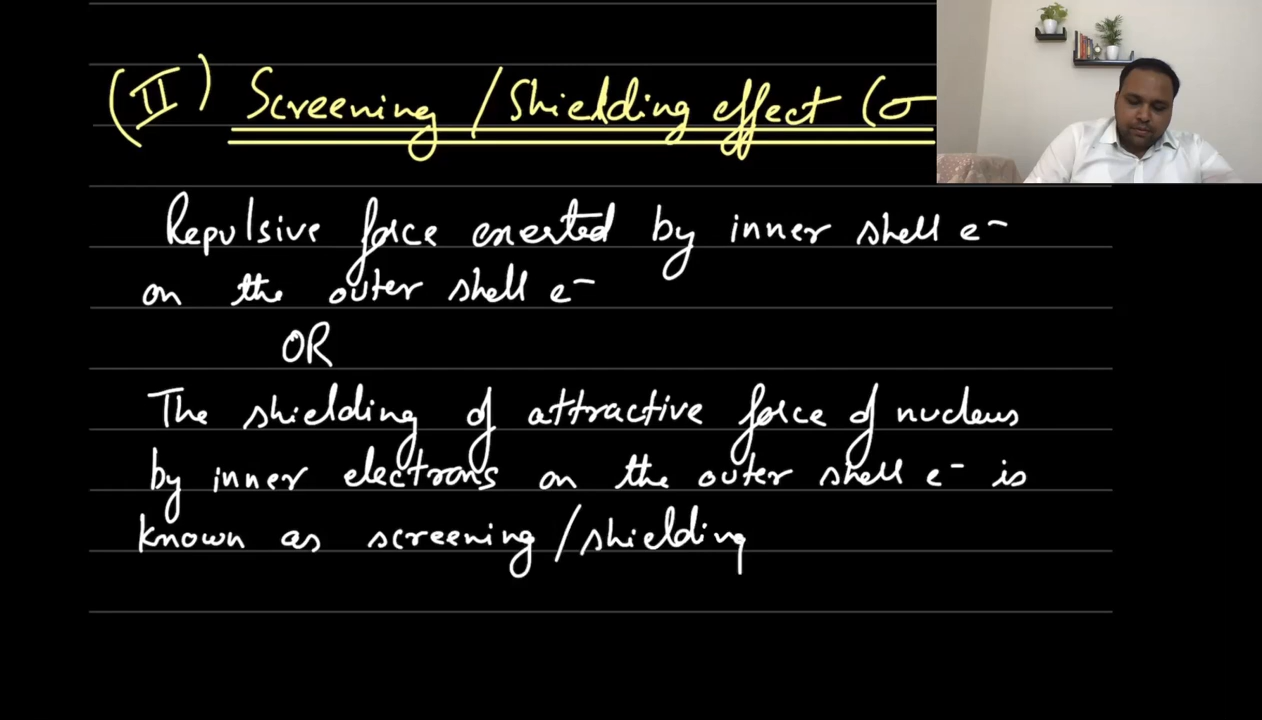 (II) Screening / Shielding effect (σ
Repulsive force exerted by inner shell e⁻
on the outer shell e⁻
OR
The shielding of attractive force of nucleus
by inner electrons on the outer shell e⁻ is
known as screening/shielding